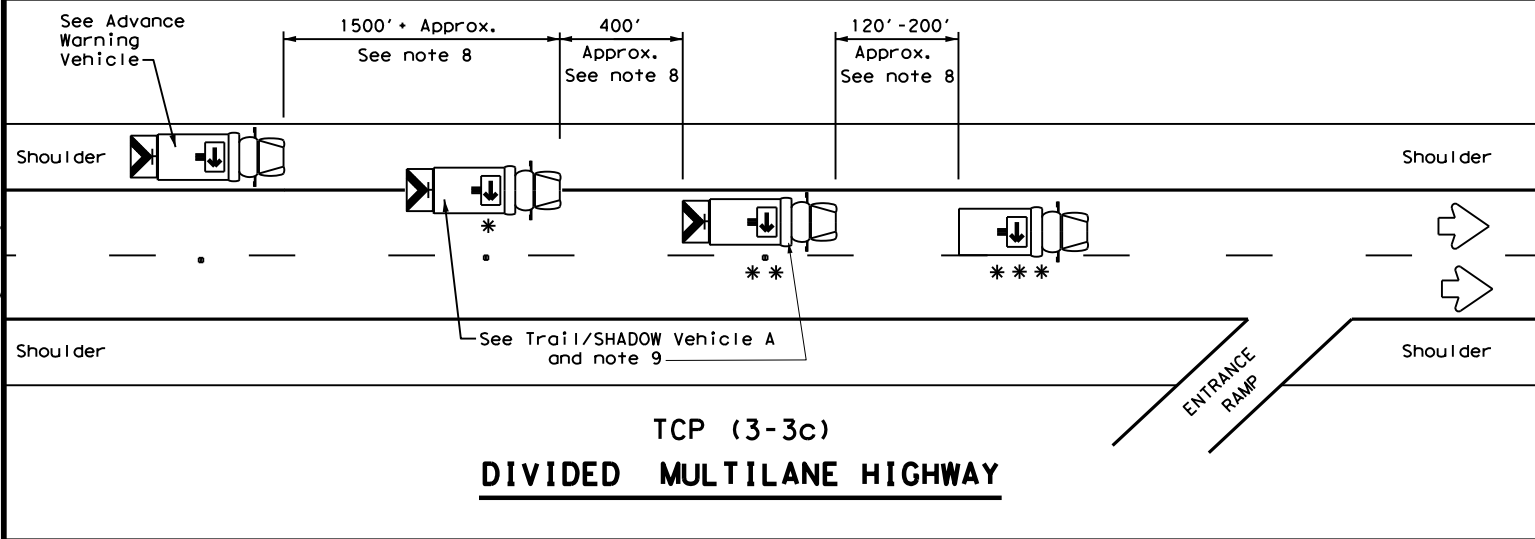 See Advance
Warning
Vehicle
1500'+ Approx.
See note 8
400'
Approx.
See note 8
120'-200'
Approx.
See note 8
Shoulder
Shoulder
*
**
***
See Trail/SHADOW Vehicle A
and note 9
Shoulder
Shoulder
ENTRANCE
RAMP
TCP (3-3c)
DIVIDED MULTILANE HIGHWAY